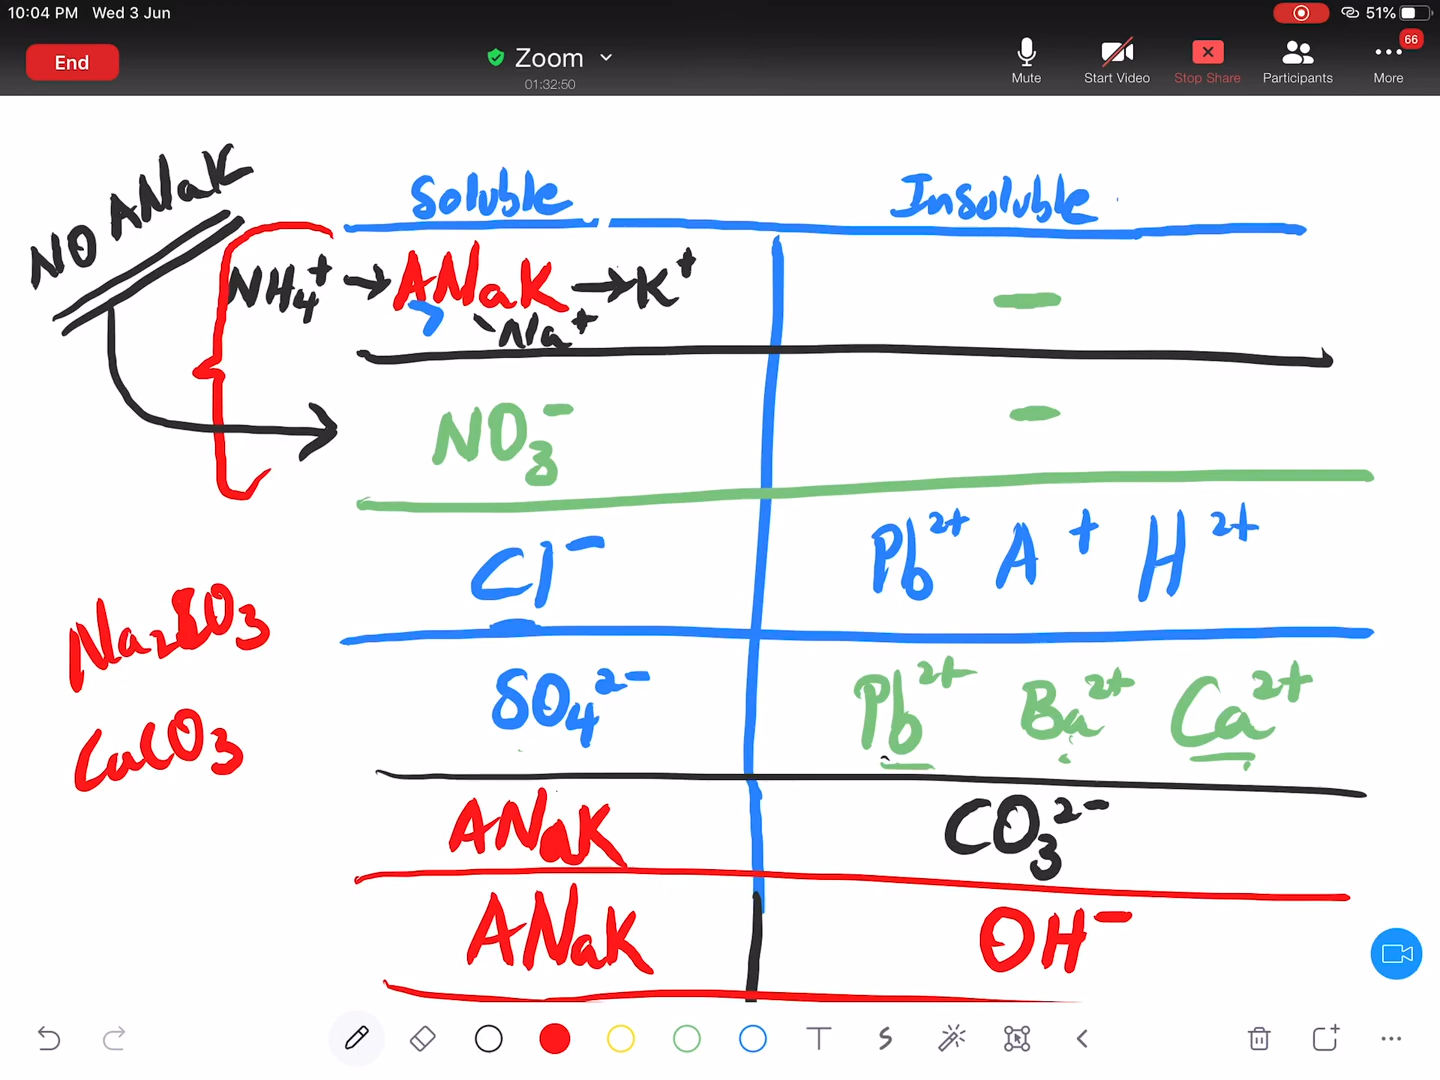 10:04 PM Wed 3 Jun 51%
End
Zoom
01:32:50
Mute
Start Video
Stop Share
Participants
66
More
NO ANaK
Soluble Insoluble
NH₄⁺ → ANaK → K⁺ -
Na⁺
NO₃⁻ -
Cl⁻ Pb²⁺ A⁺ H²⁺
SO₄²⁻ Pb²⁺ Ba²⁺ Ca²⁺
ANaK CO₃²⁻
ANaK OH⁻
CaCO₃
T